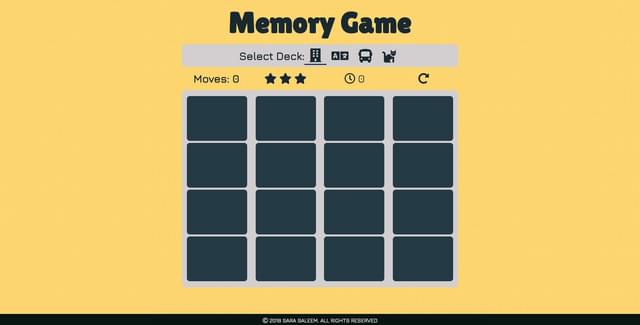 Memory Game
Select Deck:
Moves: 0 0
© 2018 SARA SALEEM. ALL RIGHTS RESERVED